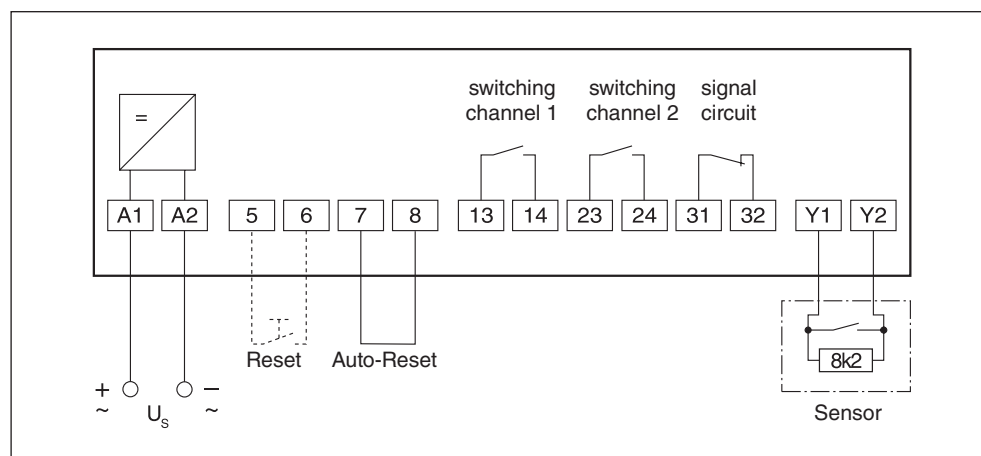 switching channel 1
switching channel 2
signal circuit
=
A1 A2 5 6 7 8 13 14 23 24 31 32 Y1 Y2
8k2
Reset Auto-Reset
+ −
~ U_S ~
Sensor